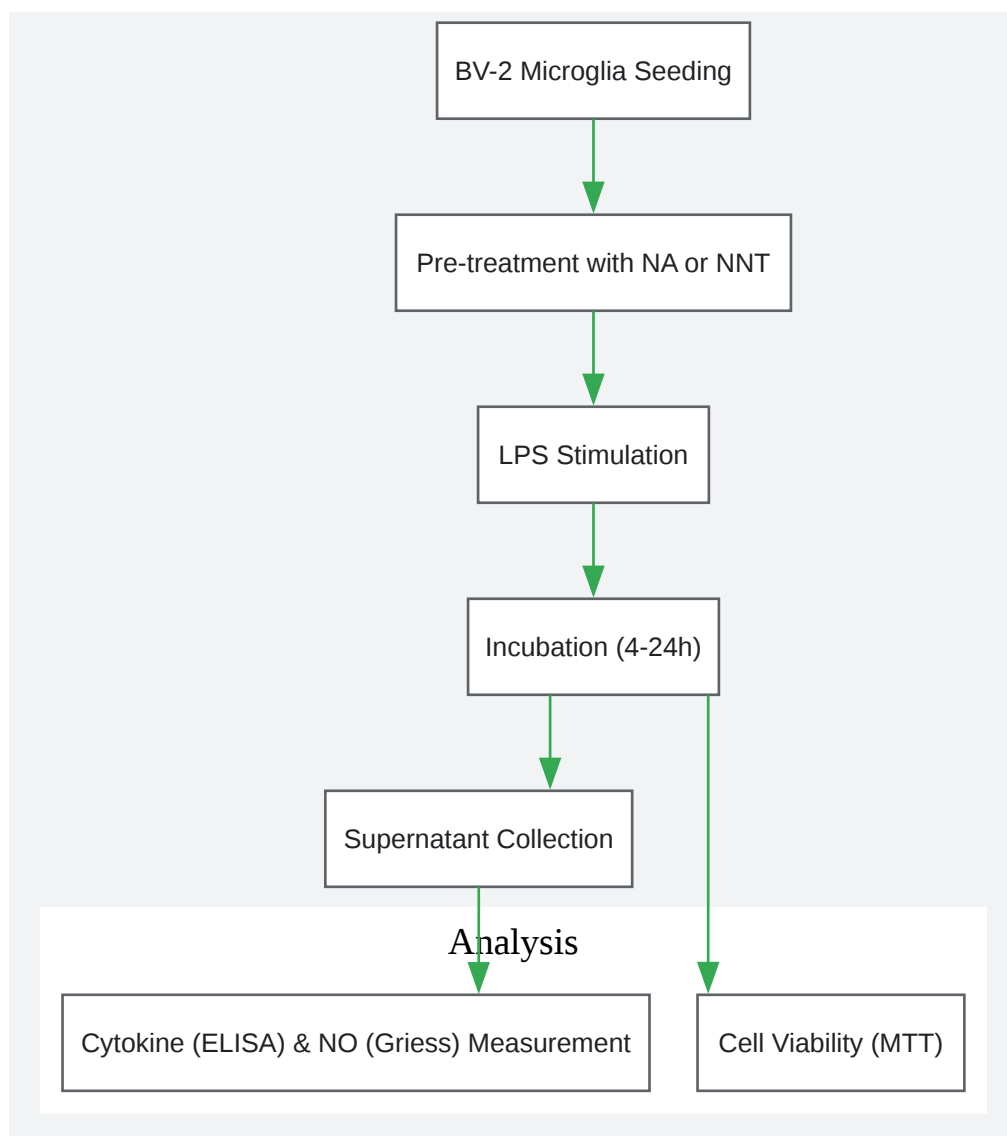 BV-2 Microglia Seeding
Pre-treatment with NA or NNT
LPS Stimulation
Incubation (4-24h)
Supernatant Collection
Analysis
Cytokine (ELISA) & NO (Griess) Measurement
Cell Viability (MTT)